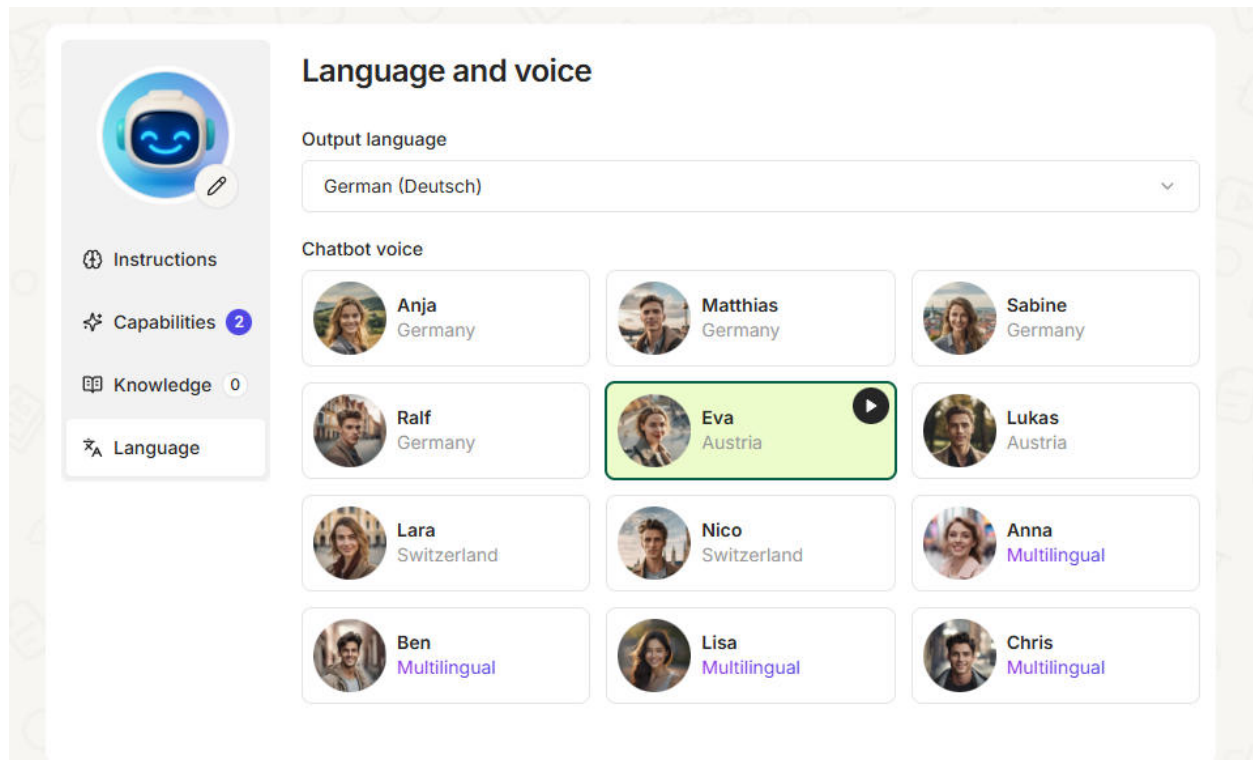 Language and voice
Output language
German (Deutsch)
Instructions
Capabilities 2
Knowledge 0
Language
Chatbot voice
Anja
Germany
Matthias
Germany
Sabine
Germany
Ralf
Germany
Eva
Austria
Lukas
Austria
Lara
Switzerland
Nico
Switzerland
Anna
Multilingual
Ben
Multilingual
Lisa
Multilingual
Chris
Multilingual